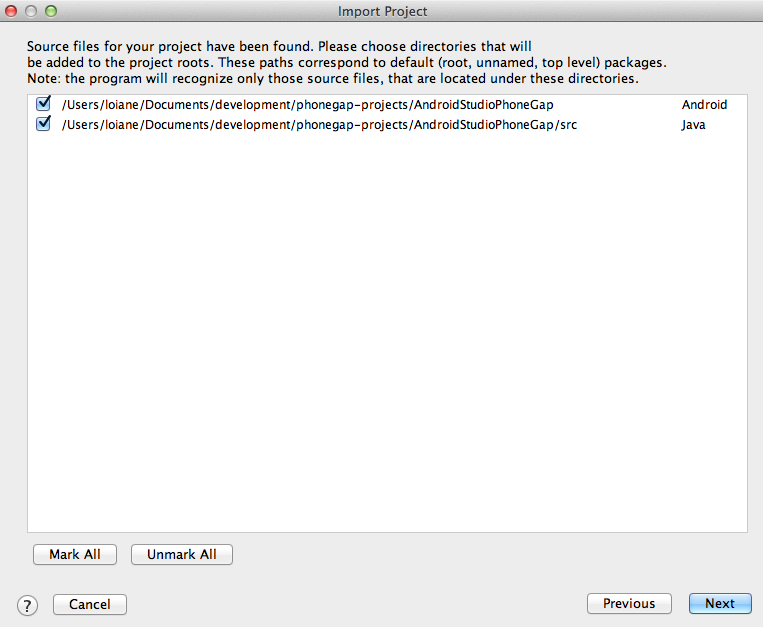 Import Project
Source files for your project have been found. Please choose directories that will
be added to the project roots. These paths correspond to default (root, unnamed, top level) packages.
Note: the program will recognize only those source files, that are located under these directories.
/Users/loiane/Documents/development/phonegap-projects/AndroidStudioPhoneGap Android
/Users/loiane/Documents/development/phonegap-projects/AndroidStudioPhoneGap/src Java
Mark All Unmark All
? Cancel Previous Next